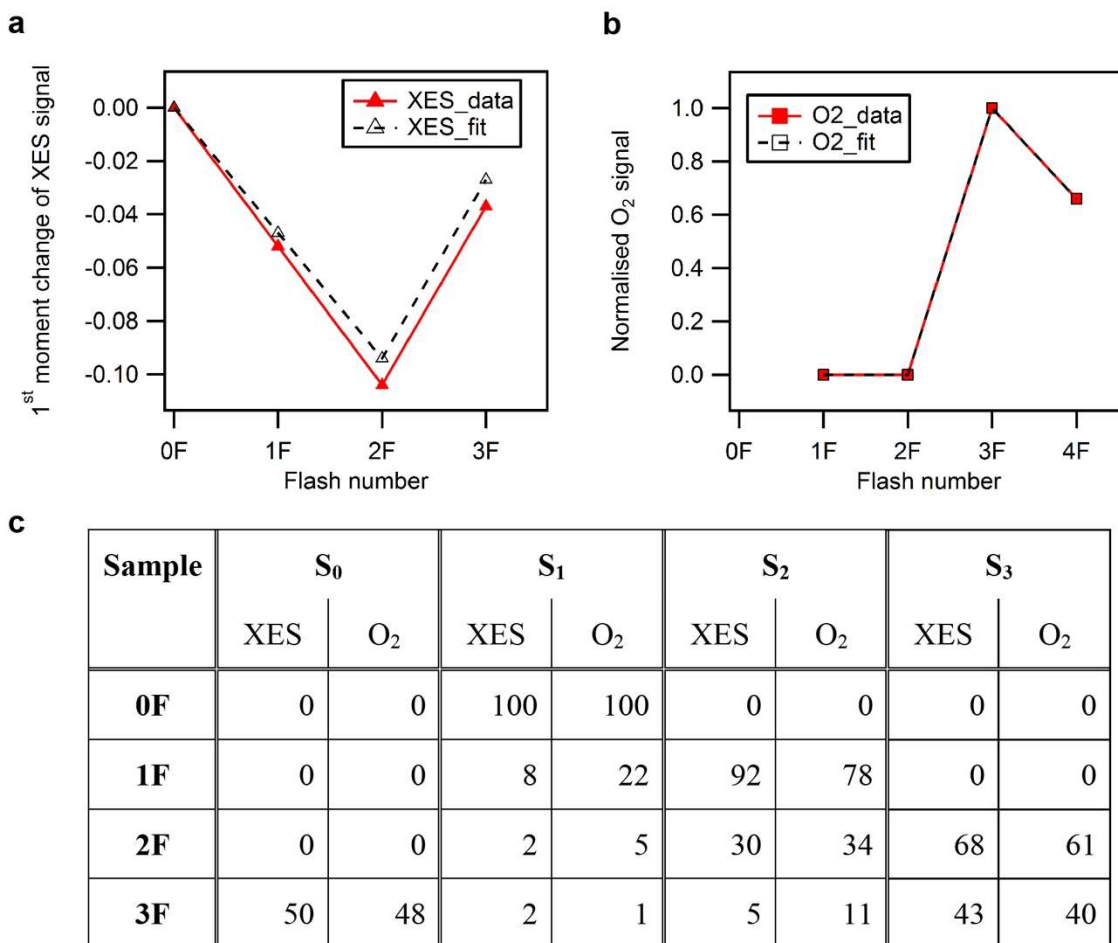 a
1st moment change of XES signal
0.00
-0.02
-0.04
-0.06
-0.08
-0.10
XES_data
XES_fit
0F 1F 2F 3F
Flash number
b
Normalised O2 signal
1.0
0.8
0.6
0.4
0.2
0.0
O2_data
O2_fit
0F 1F 2F 3F 4F
Flash number
c
Sample S0 S1 S2 S3
XES O2 XES O2 XES O2 XES O2
0F 0 0 100 100 0 0 0 0
1F 0 0 8 22 92 78 0 0
2F 0 0 2 5 30 34 68 61
3F 50 48 2 1 5 11 43 40